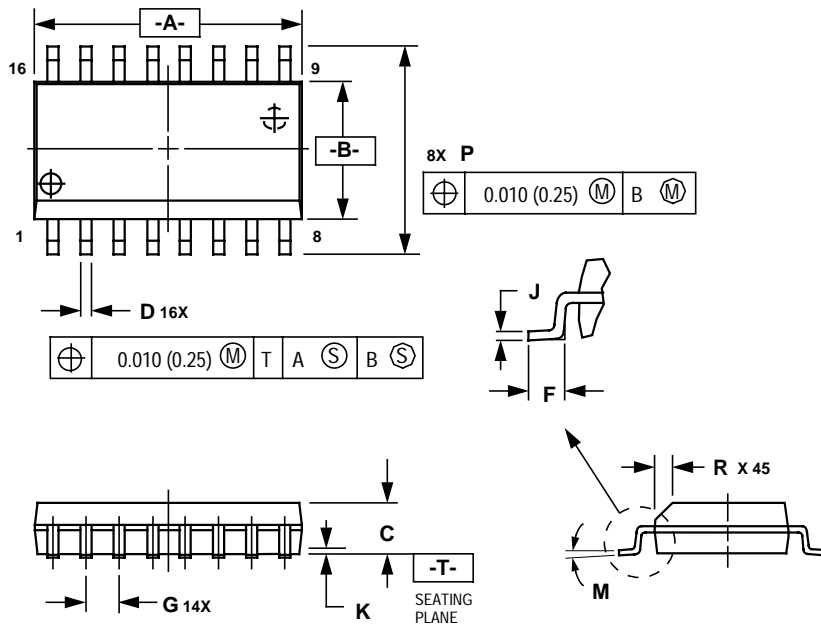 -A-
16
9
-B-
8X P
⌖ 0.010 (0.25) Ⓜ B Ⓜ
1
8
J
D 16X
⌖ 0.010 (0.25) Ⓜ T A Ⓢ B Ⓢ
F
R X 45
C
-T-
M
G 14X
K
SEATING
PLANE